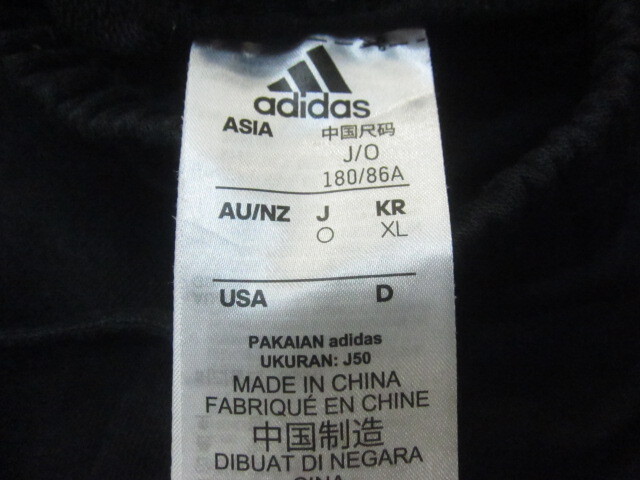 adidas
ASIA 中国尺码
J/O
180/86A
AU/NZ J KR
O XL
USA D
PAKAIAN adidas
UKURAN: J50
MADE IN CHINA
FABRIQUÉ EN CHINE
中国制造
DIBUAT DI NEGARA
CINA